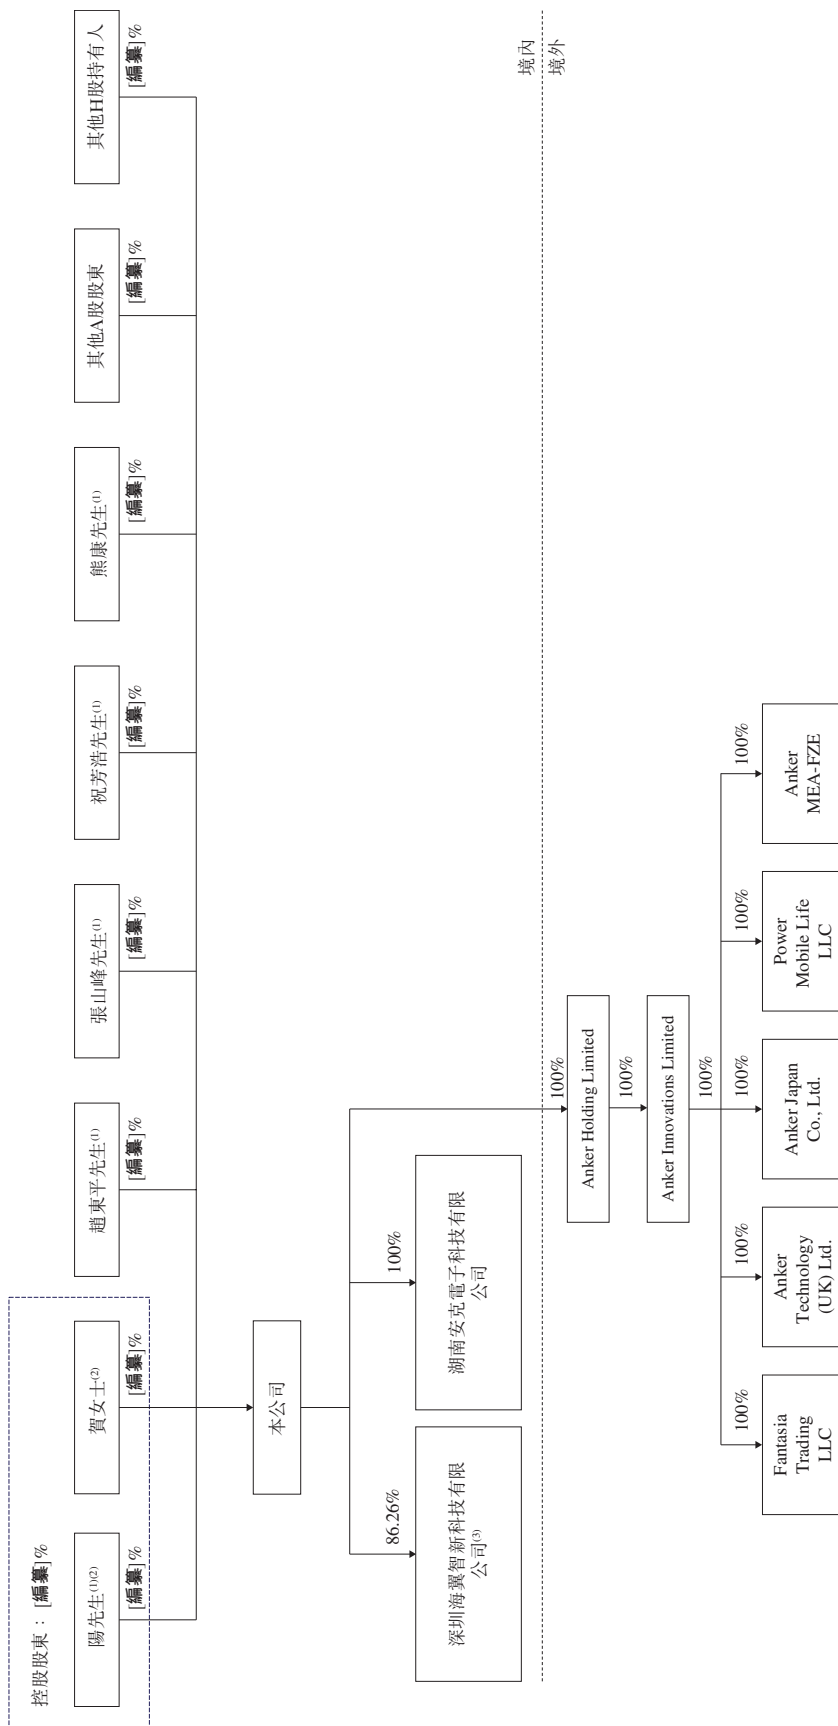 控股股東：[編纂]%
陽先生(1)(2)
[編纂]%
賀女士(2)
[編纂]%
趙東平先生(1)
[編纂]%
張山峰先生(1)
[編纂]%
祝芳浩先生(1)
[編纂]%
熊康先生(1)
[編纂]%
其他A股股東
[編纂]%
其他H股持有人
[編纂]%
本公司
86.26%
100%
深圳海翼智新科技有限
公司(3)
湖南安克電子科技有限
公司
境內
境外
100%
Anker Holding Limited
100%
Anker Innovations Limited
100%
100%
Fantasia
Trading
LLC
100%
Anker
Technology
(UK) Ltd.
100%
Anker Japan
Co., Ltd.
100%
Power
Mobile Life
LLC
100%
Anker
MEA-FZE